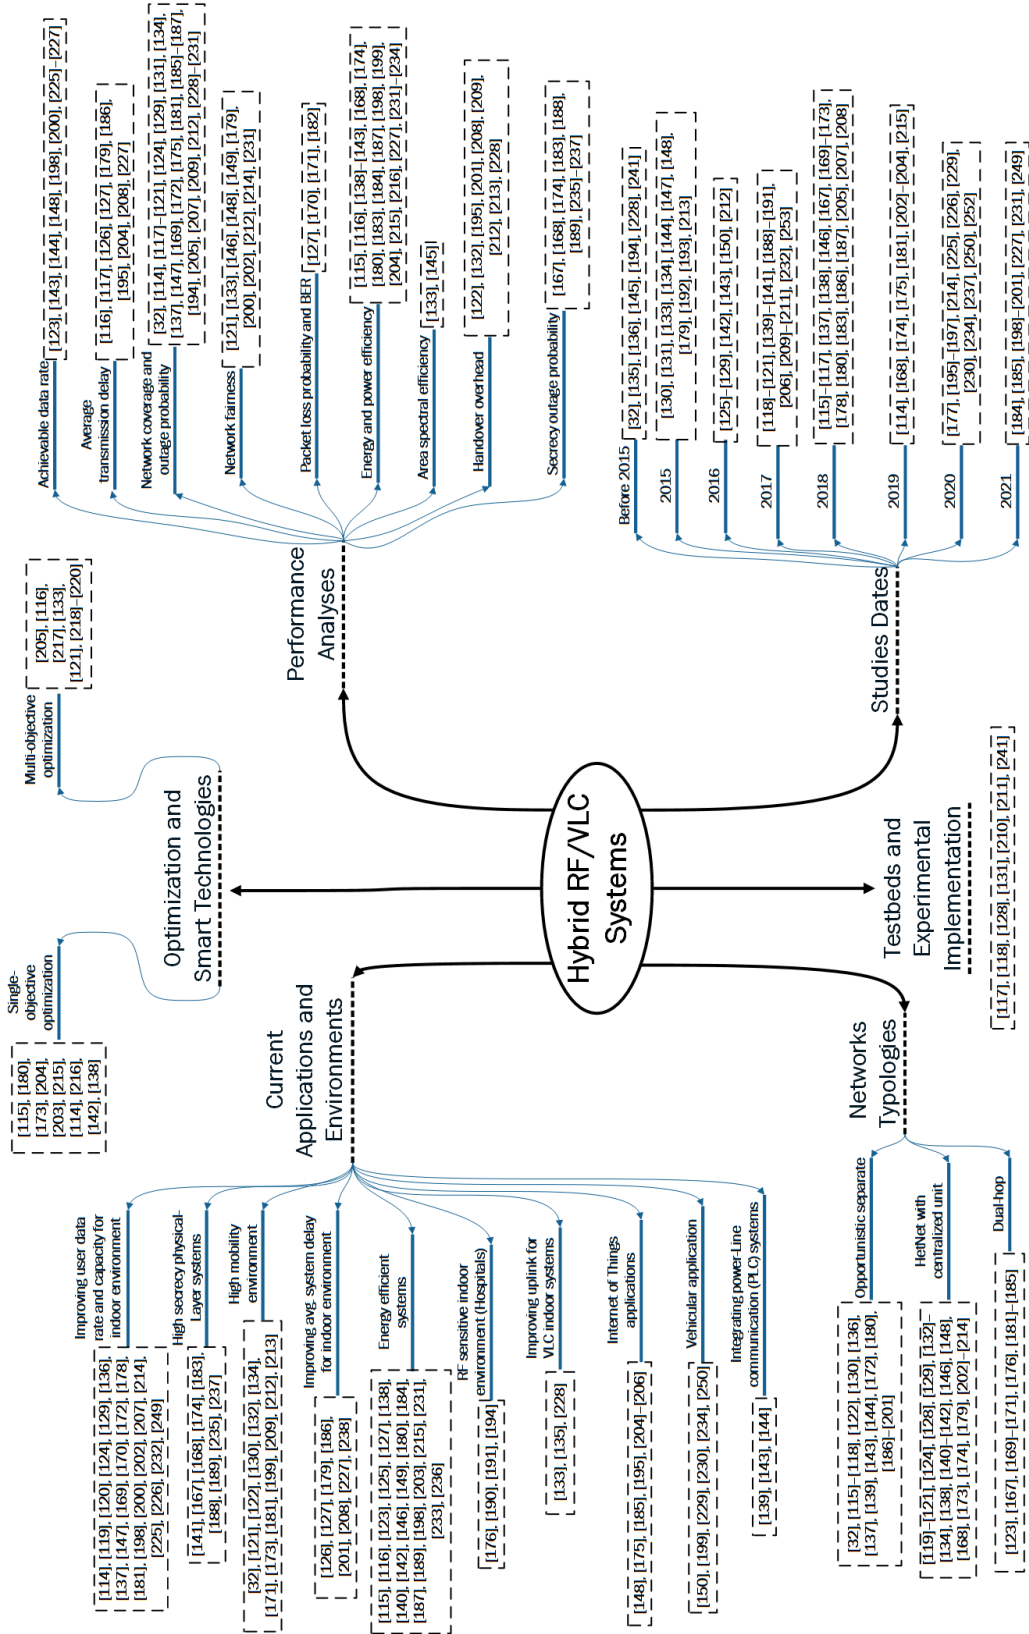 Hybrid RF/VLC
Systems
Current
Applications and
Environments
Improving user data
rate and capacity for
indoor environment
[114], [119], [120], [124], [129], [136],
[137], [147], [169], [170], [172], [178],
[181], [198], [200], [202], [207], [214],
[225], [226], [232], [249]
High secrecy physical-
Layer systems
[141], [167], [168], [174], [183],
[188], [189], [235], [237]
High mobility
environment
[32], [121], [122], [130], [132], [134],
[171], [173], [181], [199], [209], [212], [213]
Improving avg. system delay
for indoor environment
[126], [127], [179], [186],
[201], [208], [227], [238]
Energy efficient
systems
[115], [116], [123], [125], [127], [138],
[140], [142], [146], [149], [180], [184],
[187], [189], [198], [203], [215], [231],
[233], [236]
RF sensitive indoor
environment (Hospitals)
[176], [190], [191], [194]
Improving uplink for
VLC indoor systems
[133], [135], [228]
Internet of Things
applications
[148], [175], [185], [195], [204]–[206]
Vehicular application
[150], [199], [229], [230], [234], [250]
Integrating power-Line
communication (PLC) systems
[139], [143], [144]
Optimization and
Smart Technologies
Single-
objective
optimization
[115], [180],
[173], [204],
[203], [215],
[114], [216],
[142], [138]
Multi-objective
optimization
[205], [116],
[217], [133],
[121], [218]–[220]
Performance
Analyses
Achievable data rate
[123], [143], [144], [148], [198], [200], [225]–[227]
Average
transmission delay
[116], [117], [126], [127], [179], [186],
[195], [204], [208], [227]
Network coverage and
outage probability
[32], [114], [117]–[121], [124], [129], [131], [134],
[137], [147], [169], [172], [175], [181], [185]–[187],
[194], [205], [207], [209], [212], [228]–[231]
Network fairness
[121], [133], [146], [148], [149], [179],
[200], [202], [212], [214], [231]
Packet loss probability and BER
[127], [170], [171], [182]
Energy and power efficiency
[115], [116], [138]–[143], [168], [174],
[180], [183], [184], [187], [198], [199],
[204], [215], [216], [227], [231]–[234]
Area spectral efficiency
[133], [145]
Handover overhead
[122], [132], [195], [201], [208], [209],
[212], [213], [228]
Secrecy outage probability
[167], [168], [174], [183], [188],
[189], [235]–[237]
Networks
Typologies
Opportunistic separate
[32], [115]–[118], [122], [130], [136],
[137], [139], [143], [144], [172], [180],
[186]–[201]
HetNet with
centralized unit
[119]–[121], [124], [128], [129], [132]–
[134], [138], [140]–[142], [146], [148],
[168], [173], [174], [179], [202]–[214]
Dual-hop
[123], [167], [169]–[171], [176], [181]–[185]
Testbeds and
Experimental
Implementation
[117], [118], [128], [131], [210], [211], [241]
Studies Dates
Before 2015
[32], [135], [136], [145], [194], [228], [241]
2015
[130], [131], [133], [134], [144], [147], [148],
[179], [192], [193], [213]
2016
[125]–[129], [142], [143], [150], [212]
2017
[118]–[121], [139]–[141], [188]–[191],
[206], [209]–[211], [232], [253]
2018
[115]–[117], [137], [138], [146], [167], [169]–[173],
[178], [180], [183], [186], [187], [205], [207], [208]
2019
[114], [168], [174], [175], [181], [202]–[204], [215]
2020
[177], [195]–[197], [214], [225], [226], [229],
[230], [234], [237], [250], [252]
2021
[184], [185], [198]–[201], [227], [231], [249]